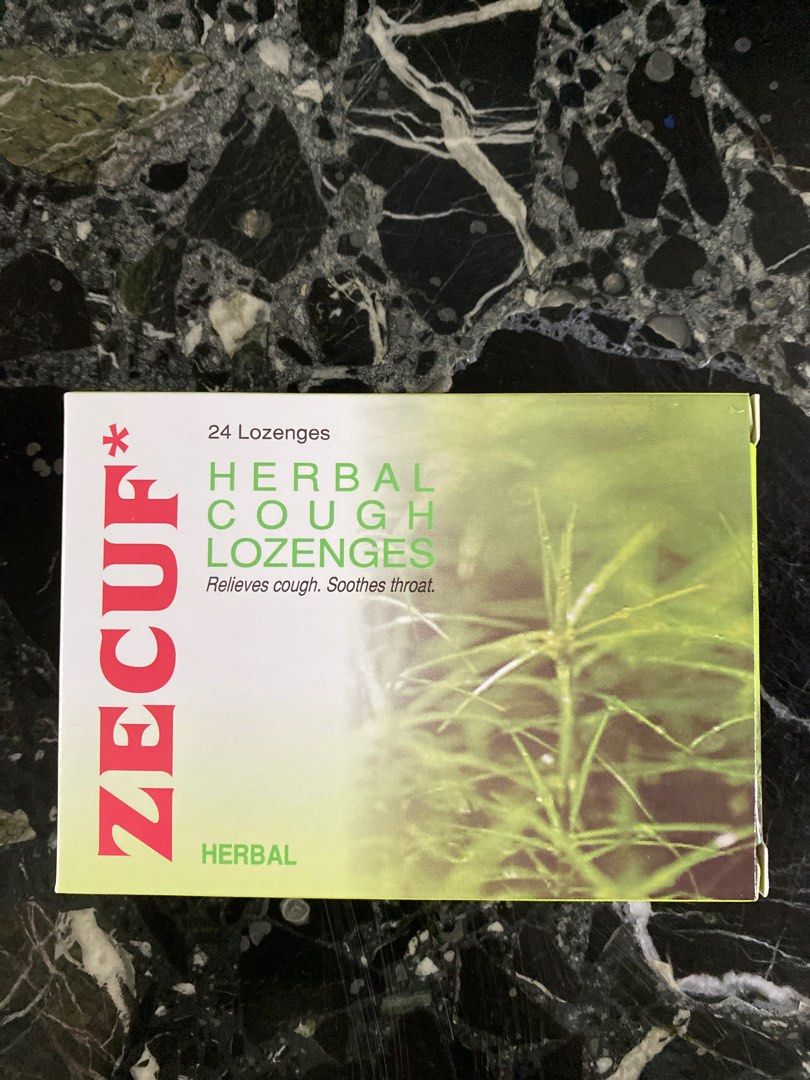 ZECUF*
24 Lozenges
HERBAL
COUGH
LOZENGES
Relieves cough. Soothes throat.
HERBAL